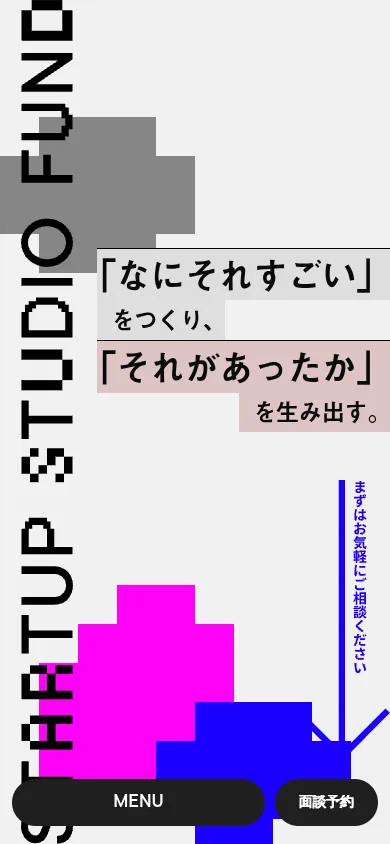 STARTUP STUDIO FUND
「なにそれすごい」
をつくり、
「それがあったか」
を生み出す。
まずはお気軽にご相談ください
MENU
面談予約